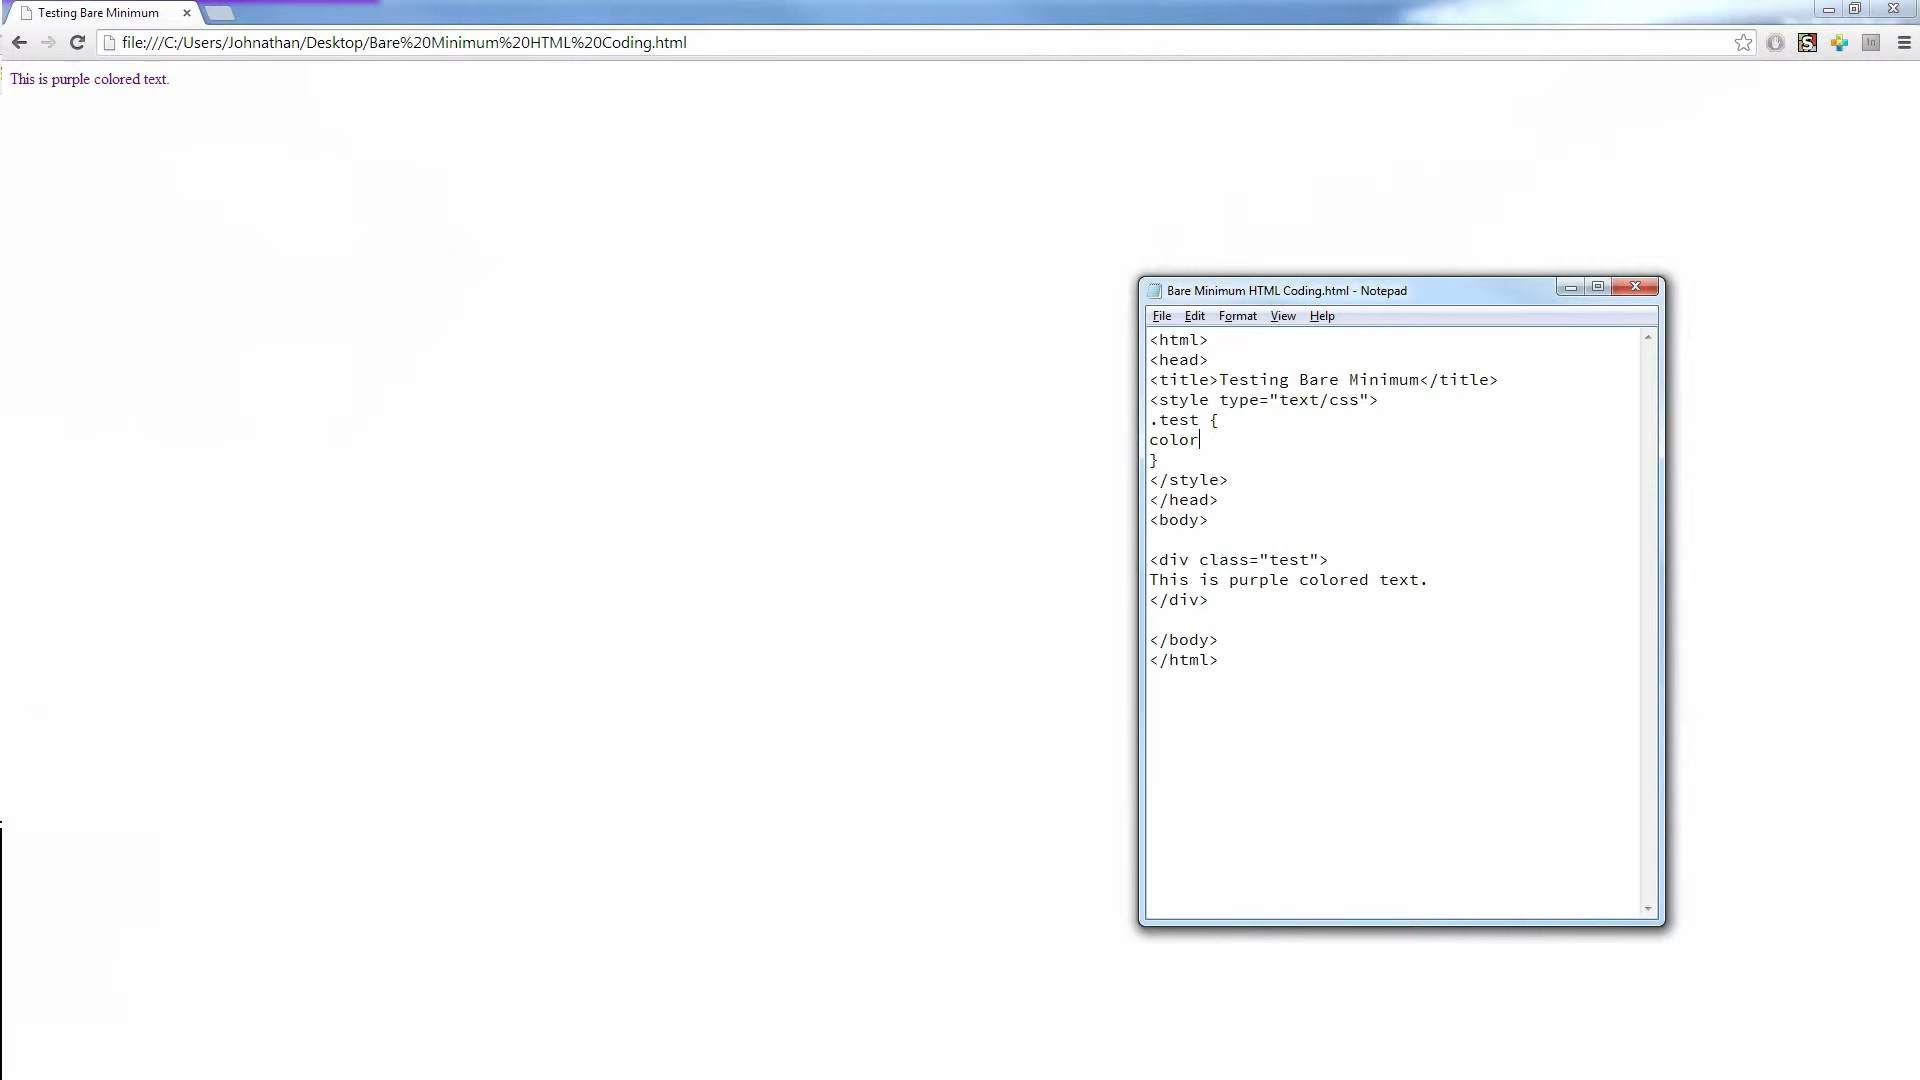 Testing Bare Minimum
file:///C:/Users/Johnathan/Desktop/Bare%20Minimum%20HTML%20Coding.html
This is purple colored text.
Bare Minimum HTML Coding.html - Notepad
File Edit Format View Help
<html>
<head>
<title>Testing Bare Minimum</title>
<style type="text/css">
.test {
color
}
</style>
</head>
<body>
<div class="test">
This is purple colored text.
</div>
</body>
</html>